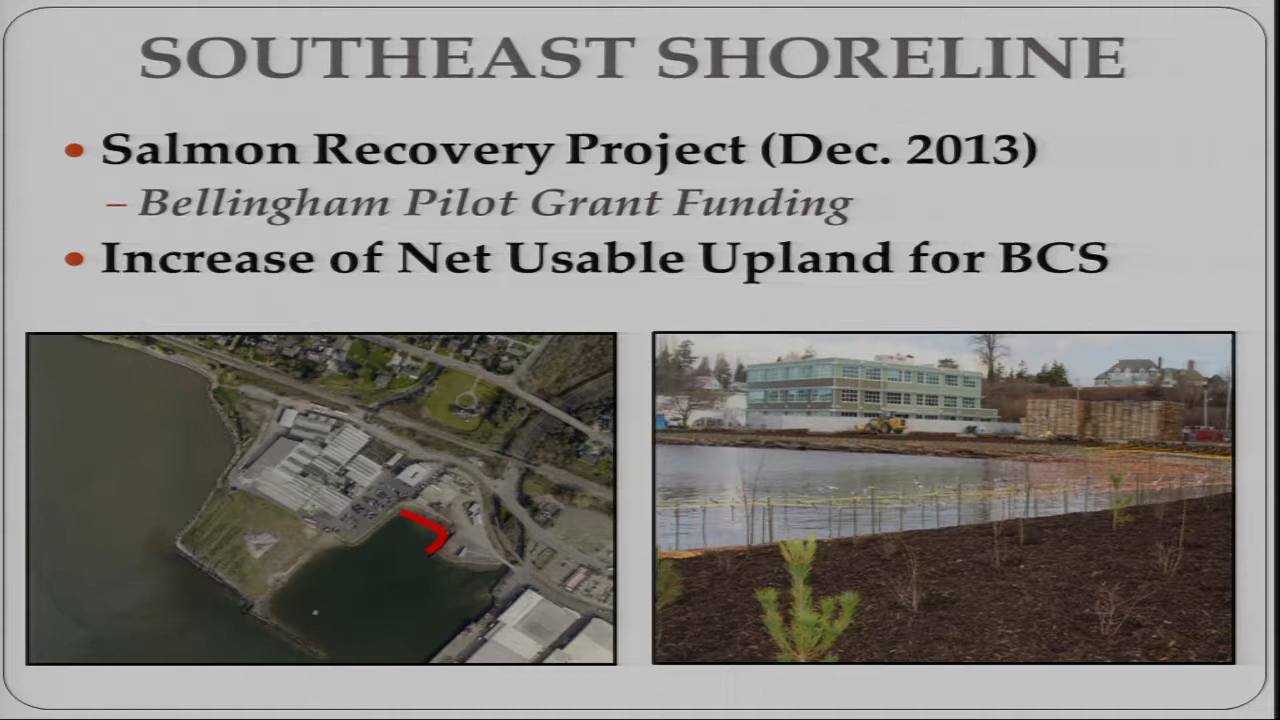 SOUTHEAST SHORELINE
• Salmon Recovery Project (Dec. 2013)
– Bellingham Pilot Grant Funding
• Increase of Net Usable Upland for BCS